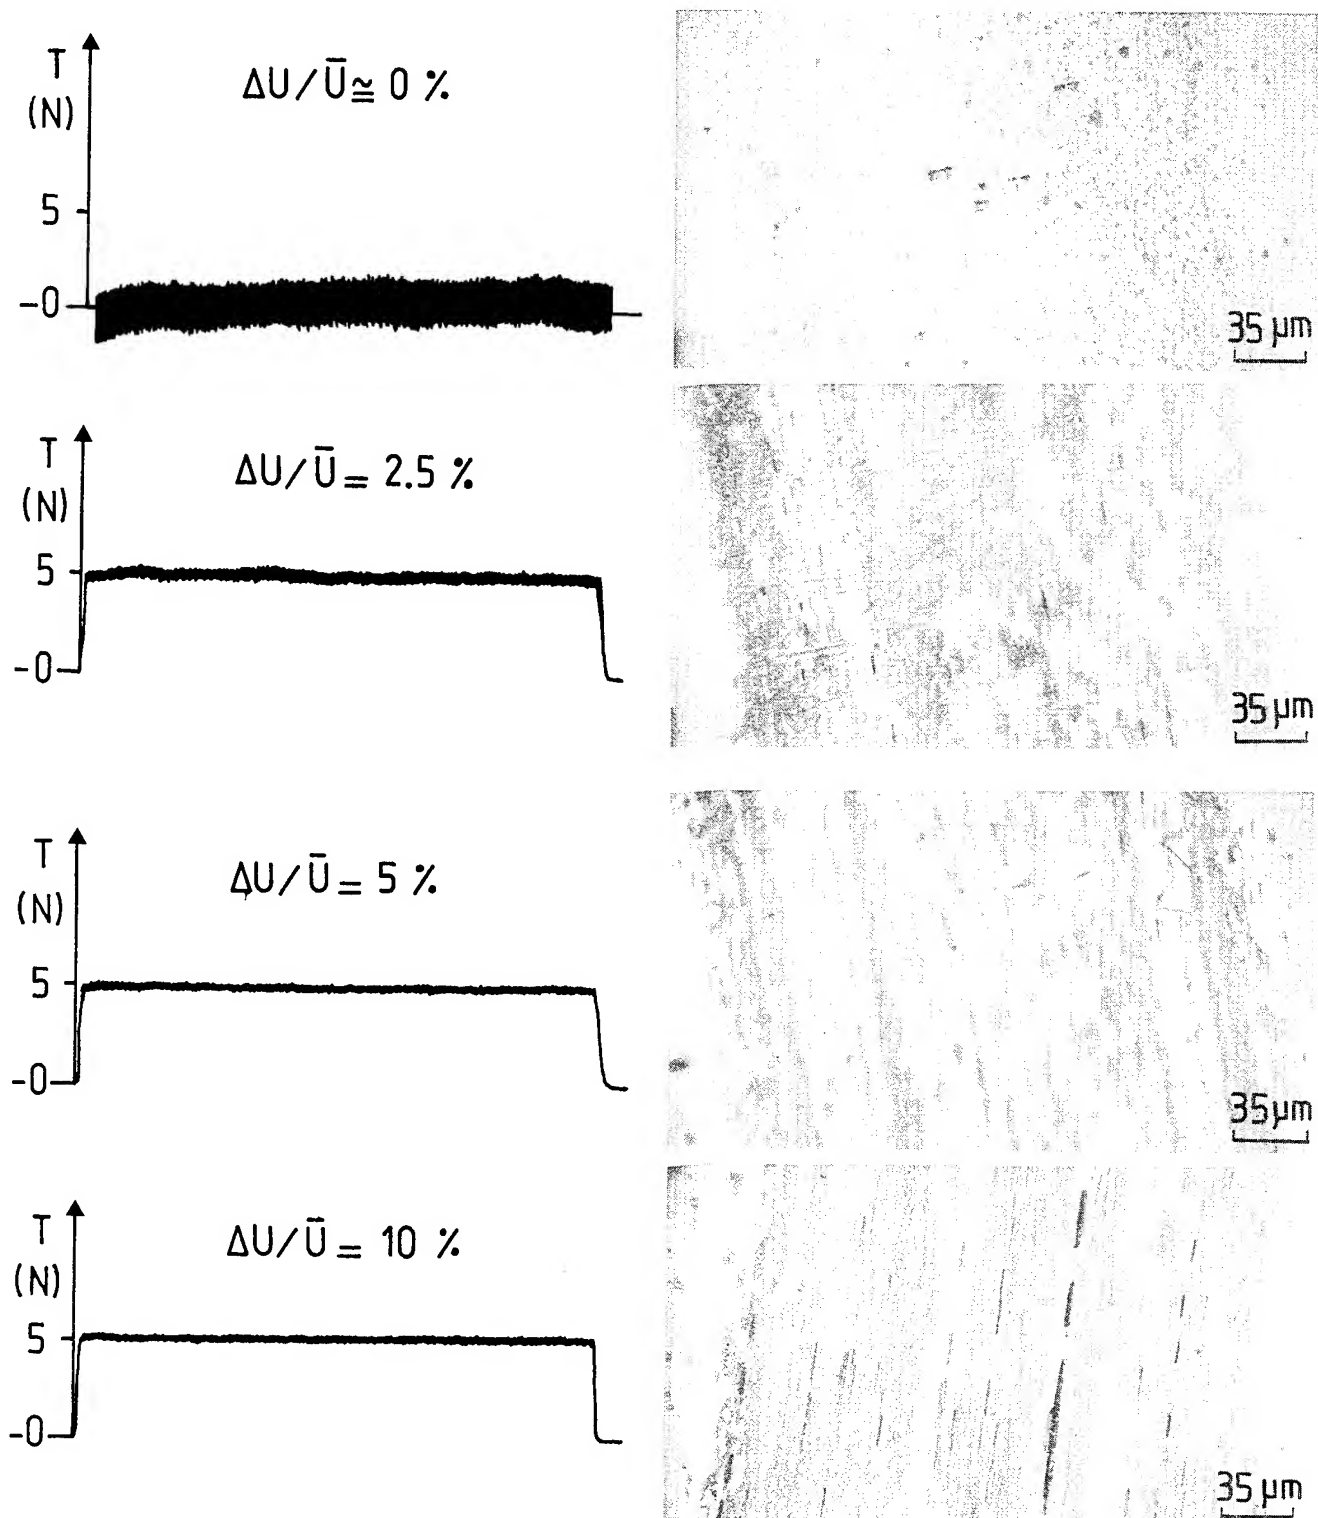 T
(N)
ΔU/Ū ≅ 0 %
5
-0
35 µm
T
(N)
ΔU/Ū = 2.5 %
5
-0
35 µm
T
(N)
ΔU/Ū = 5 %
5
-0
35 µm
T
(N)
ΔU/Ū = 10 %
5
-0
35 µm